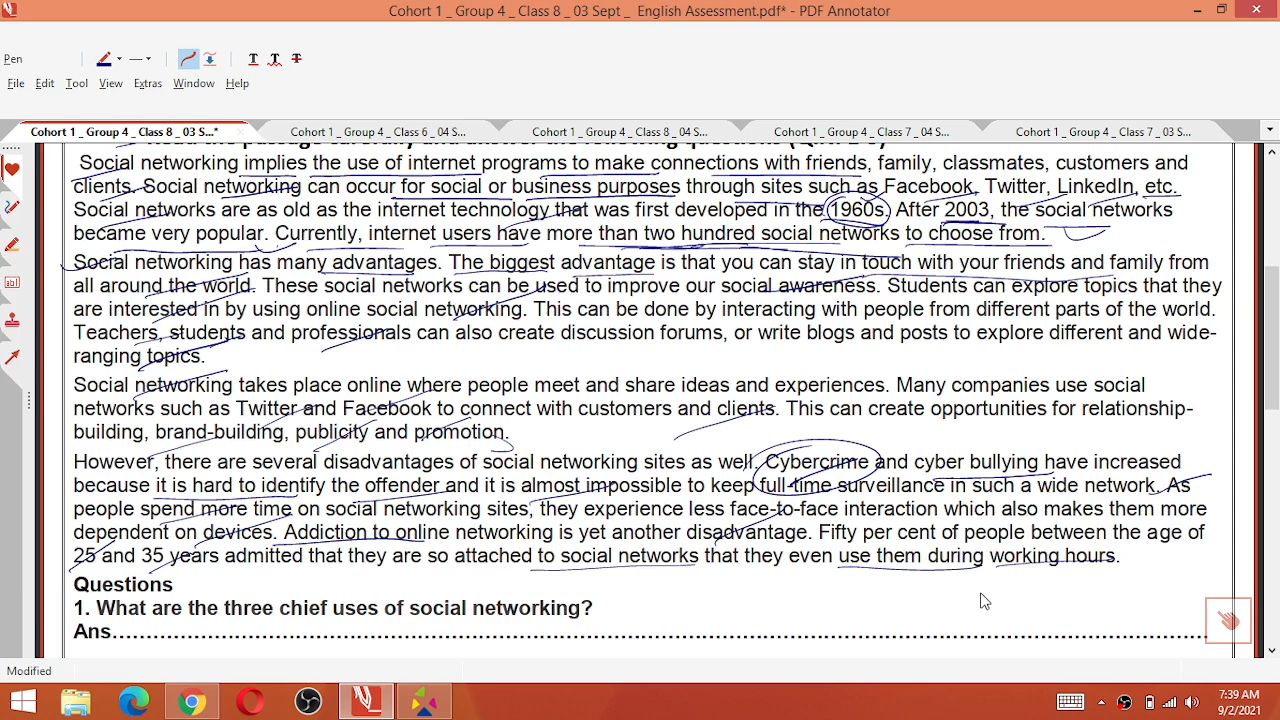 Cohort 1 _ Group 4 _ Class 8 _ 03 Sept _ English Assessment.pdf* - PDF Annotator
Pen
T T T
File Edit Tool View Extras Window Help
Cohort 1 _ Group 4 _ Class 8 _ 03 S...* Cohort 1 _ Group 4 _ Class 6 _ 04 S... Cohort 1 _ Group 4 _ Class 8 _ 04 S... Cohort 1 _ Group 4 _ Class 7 _ 04 S... Cohort 1 _ Group 4 _ Class 7 _ 03 S...
Read the passage carefully and answer the following questions
Social networking implies the use of internet programs to make connections with friends, family, classmates, customers and
clients. Social networking can occur for social or business purposes through sites such as Facebook, Twitter, LinkedIn, etc.
Social networks are as old as the internet technology that was first developed in the 1960s. After 2003, the social networks
became very popular. Currently, internet users have more than two hundred social networks to choose from.
Social networking has many advantages. The biggest advantage is that you can stay in touch with your friends and family from
all around the world. These social networks can be used to improve our social awareness. Students can explore topics that they
are interested in by using online social networking. This can be done by interacting with people from different parts of the world.
Teachers, students and professionals can also create discussion forums, or write blogs and posts to explore different and wide-
ranging topics.
Social networking takes place online where people meet and share ideas and experiences. Many companies use social
networks such as Twitter and Facebook to connect with customers and clients. This can create opportunities for relationship-
building, brand-building, publicity and promotion.
However, there are several disadvantages of social networking sites as well. Cybercrime and cyber bullying have increased
because it is hard to identify the offender and it is almost impossible to keep full-time surveillance in such a wide network. As
people spend more time on social networking sites, they experience less face-to-face interaction which also makes them more
dependent on devices. Addiction to online networking is yet another disadvantage. Fifty per cent of people between the age of
25 and 35 years admitted that they are so attached to social networks that they even use them during working hours.
Questions
1. What are the three chief uses of social networking?
Ans.................................................................................
Modified
7:39 AM
9/2/2021